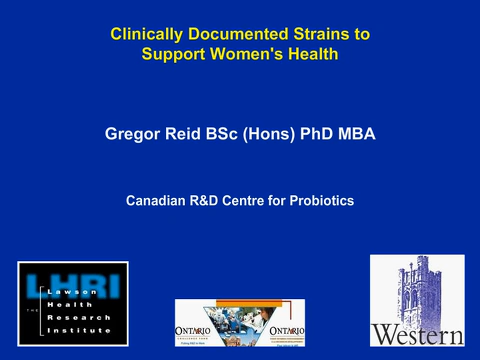 Clinically Documented Strains to
Support Women's Health
Gregor Reid BSc (Hons) PhD MBA
Canadian R&D Centre for Probiotics
LHRI
THE
Lawson
Health
Research
Institute
ONTARIO
ONTARIO
Western